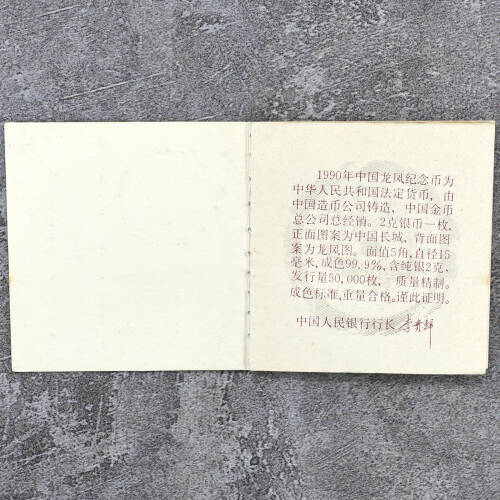 1990年中国龙凤纪念币为
中华人民共和国法定货币，由
中国造币公司铸造，中国金币
总公司总经销。2克银币一枚，
正面图案为中国长城，背面图
案为龙凤图。面值5角，直径15
毫米，成色99.9%，含纯银2克，
发行量50,000枚，质量精制。
成色标准，重量合格。谨此证明。
中国人民银行行长 李贵鲜